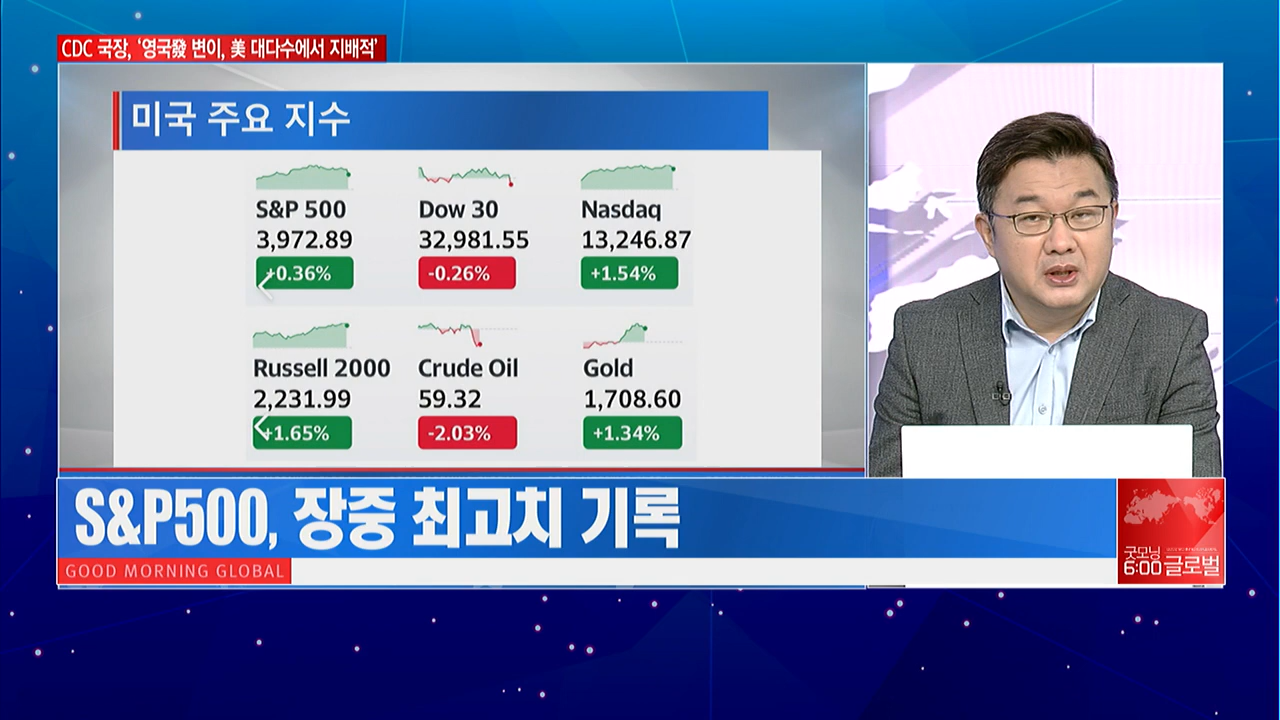 CDC 국장, '영국發 변이, 美 대다수에서 지배적'
미국 주요 지수
S&P 500
3,972.89
+0.36%
Dow 30
32,981.55
-0.26%
Nasdaq
13,246.87
+1.54%
Russell 2000
2,231.99
+1.65%
Crude Oil
59.32
-2.03%
Gold
1,708.60
+1.34%
S&P500, 장중 최고치 기록
GOOD MORNING GLOBAL
굿모닝
6:00 글로벌